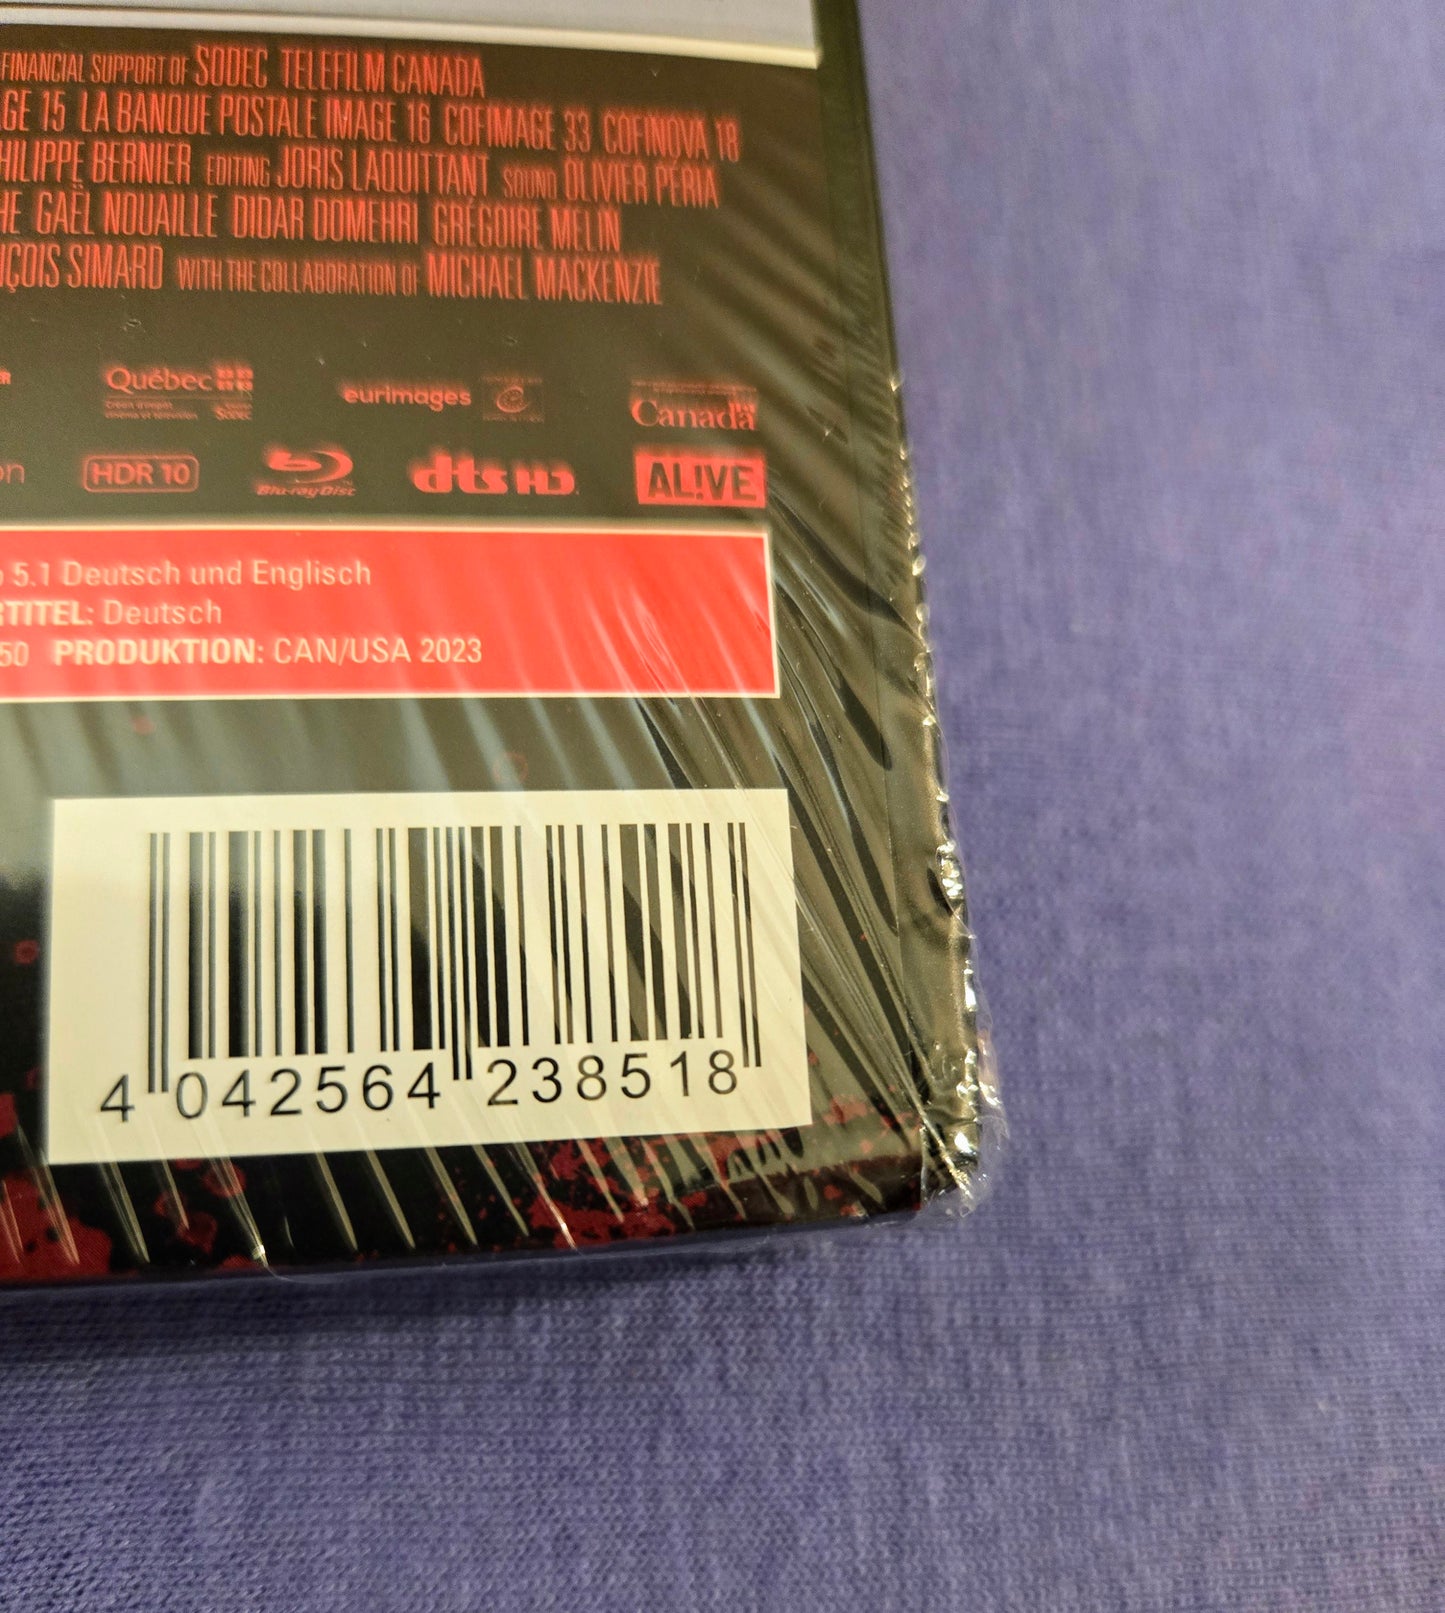 FINANCIAL SUPPORT OF SODEC TELEFILM CANADA
GE 15 LA BANQUE POSTALE IMAGE 16 COFIMAGE 33 COFINOVA 18
PHILIPPE BERNIER EDITING JORIS LAQUITTANT SOUND OLIVIER PÉRIA
HE GAËL NOUAILLE DIDAR DOMEHRI GRÉGOIRE MELIN
NÇOIS SIMARD WITH THE COLLABORATION OF MICHAEL MACKENZIE
Québec eurimages Canada
on HDR 10 Blu-ray Disc dts HD AL!VE
5.1 Deutsch und Englisch
RTITEL: Deutsch
50 PRODUKTION: CAN/USA 2023
4 042564 238518